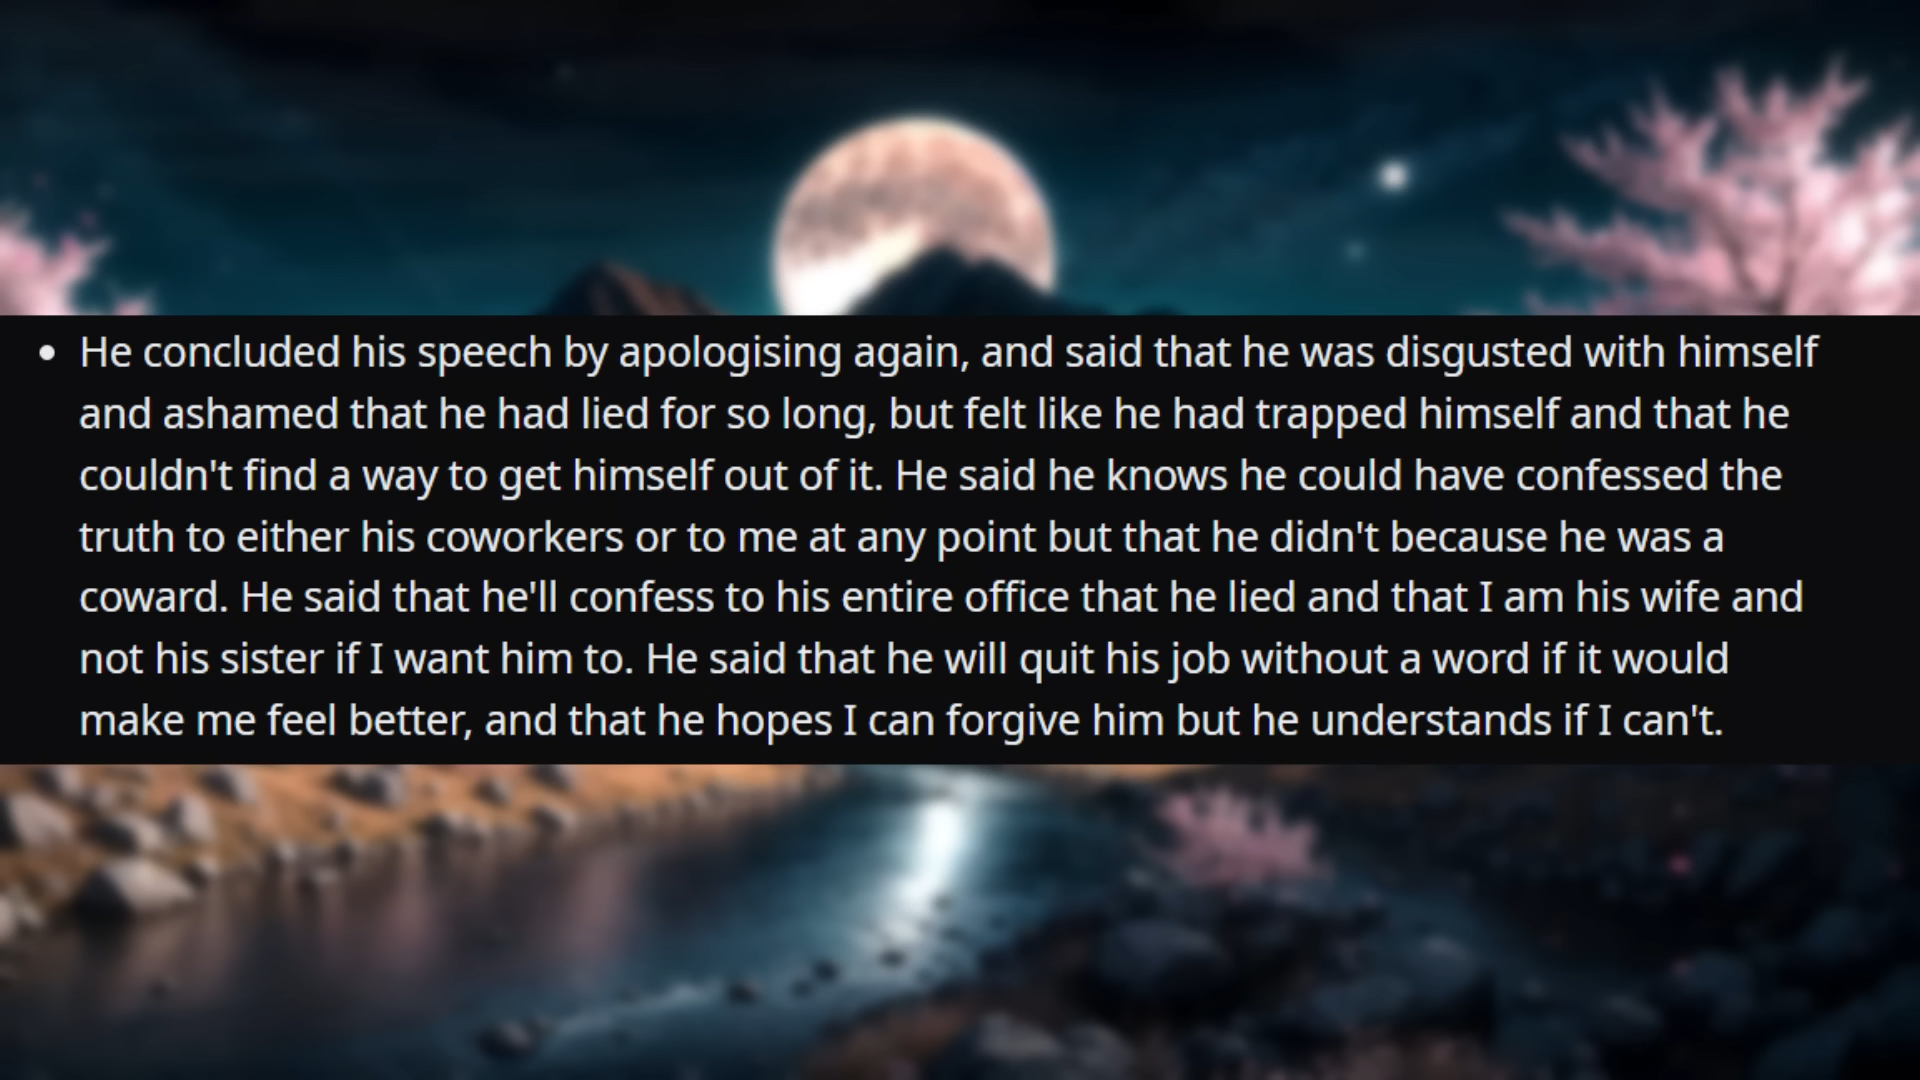 • He concluded his speech by apologising again, and said that he was disgusted with himself
and ashamed that he had lied for so long, but felt like he had trapped himself and that he
couldn't find a way to get himself out of it. He said he knows he could have confessed the
truth to either his coworkers or to me at any point but that he didn't because he was a
coward. He said that he'll confess to his entire office that he lied and that I am his wife and
not his sister if I want him to. He said that he will quit his job without a word if it would
make me feel better, and that he hopes I can forgive him but he understands if I can't.